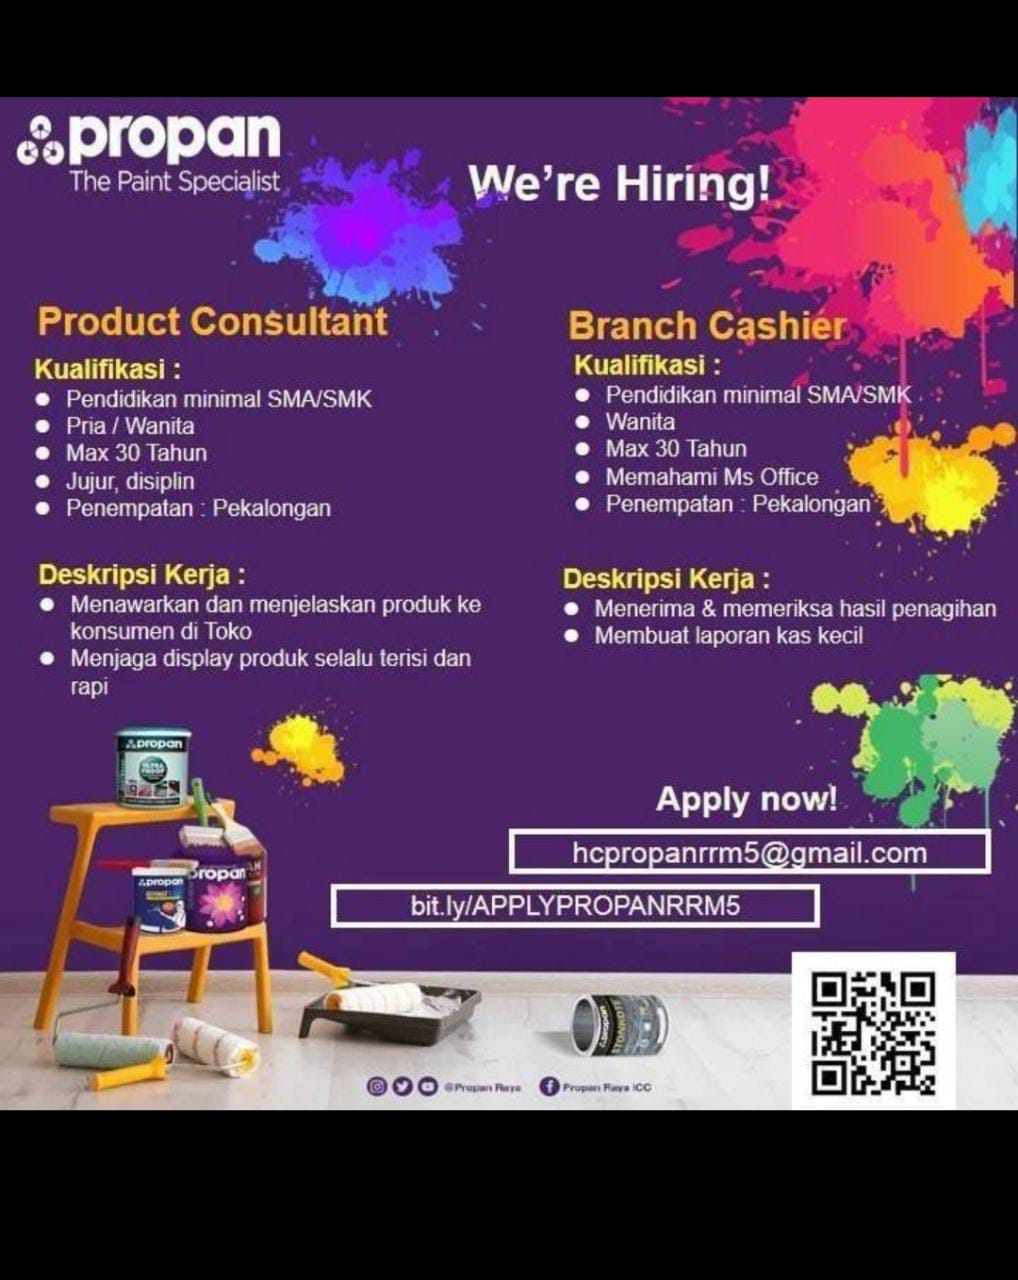 propan
The Paint Specialist
We're Hiring!
Product Consultant
Kualifikasi :
Pendidikan minimal SMA/SMK
Pria / Wanita
Max 30 Tahun
Jujur, disiplin
Penempatan : Pekalongan
Deskripsi Kerja :
Menawarkan dan menjelaskan produk ke
konsumen di Toko
Menjaga display produk selalu terisi dan
rapi
Branch Cashier
Kualifikasi :
Pendidikan minimal SMA/SMK
Wanita
Max 30 Tahun
Memahami Ms Office
Penempatan : Pekalongan
Deskripsi Kerja :
Menerima & memeriksa hasil penagihan
Membuat laporan kas kecil
Apply now!
hcpropanrrm5@gmail.com
bit.ly/APPLYPROPANRRM5
propan
ULTRA
PROOF
propan
propan
propan
@Propan Raya
Propan Raya ICC